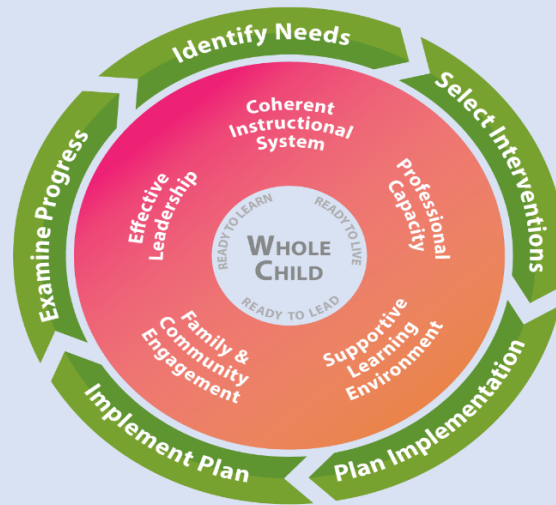 Identify Needs
Select Interventions
Plan Implementation
Implement Plan
Examine Progress
Coherent
Instructional
System
Professional
Capacity
Supportive
Learning
Environment
Family &
Community
Engagement
Effective
Leadership
READY TO LEARN
READY TO LIVE
READY TO LEAD
WHOLE
CHILD